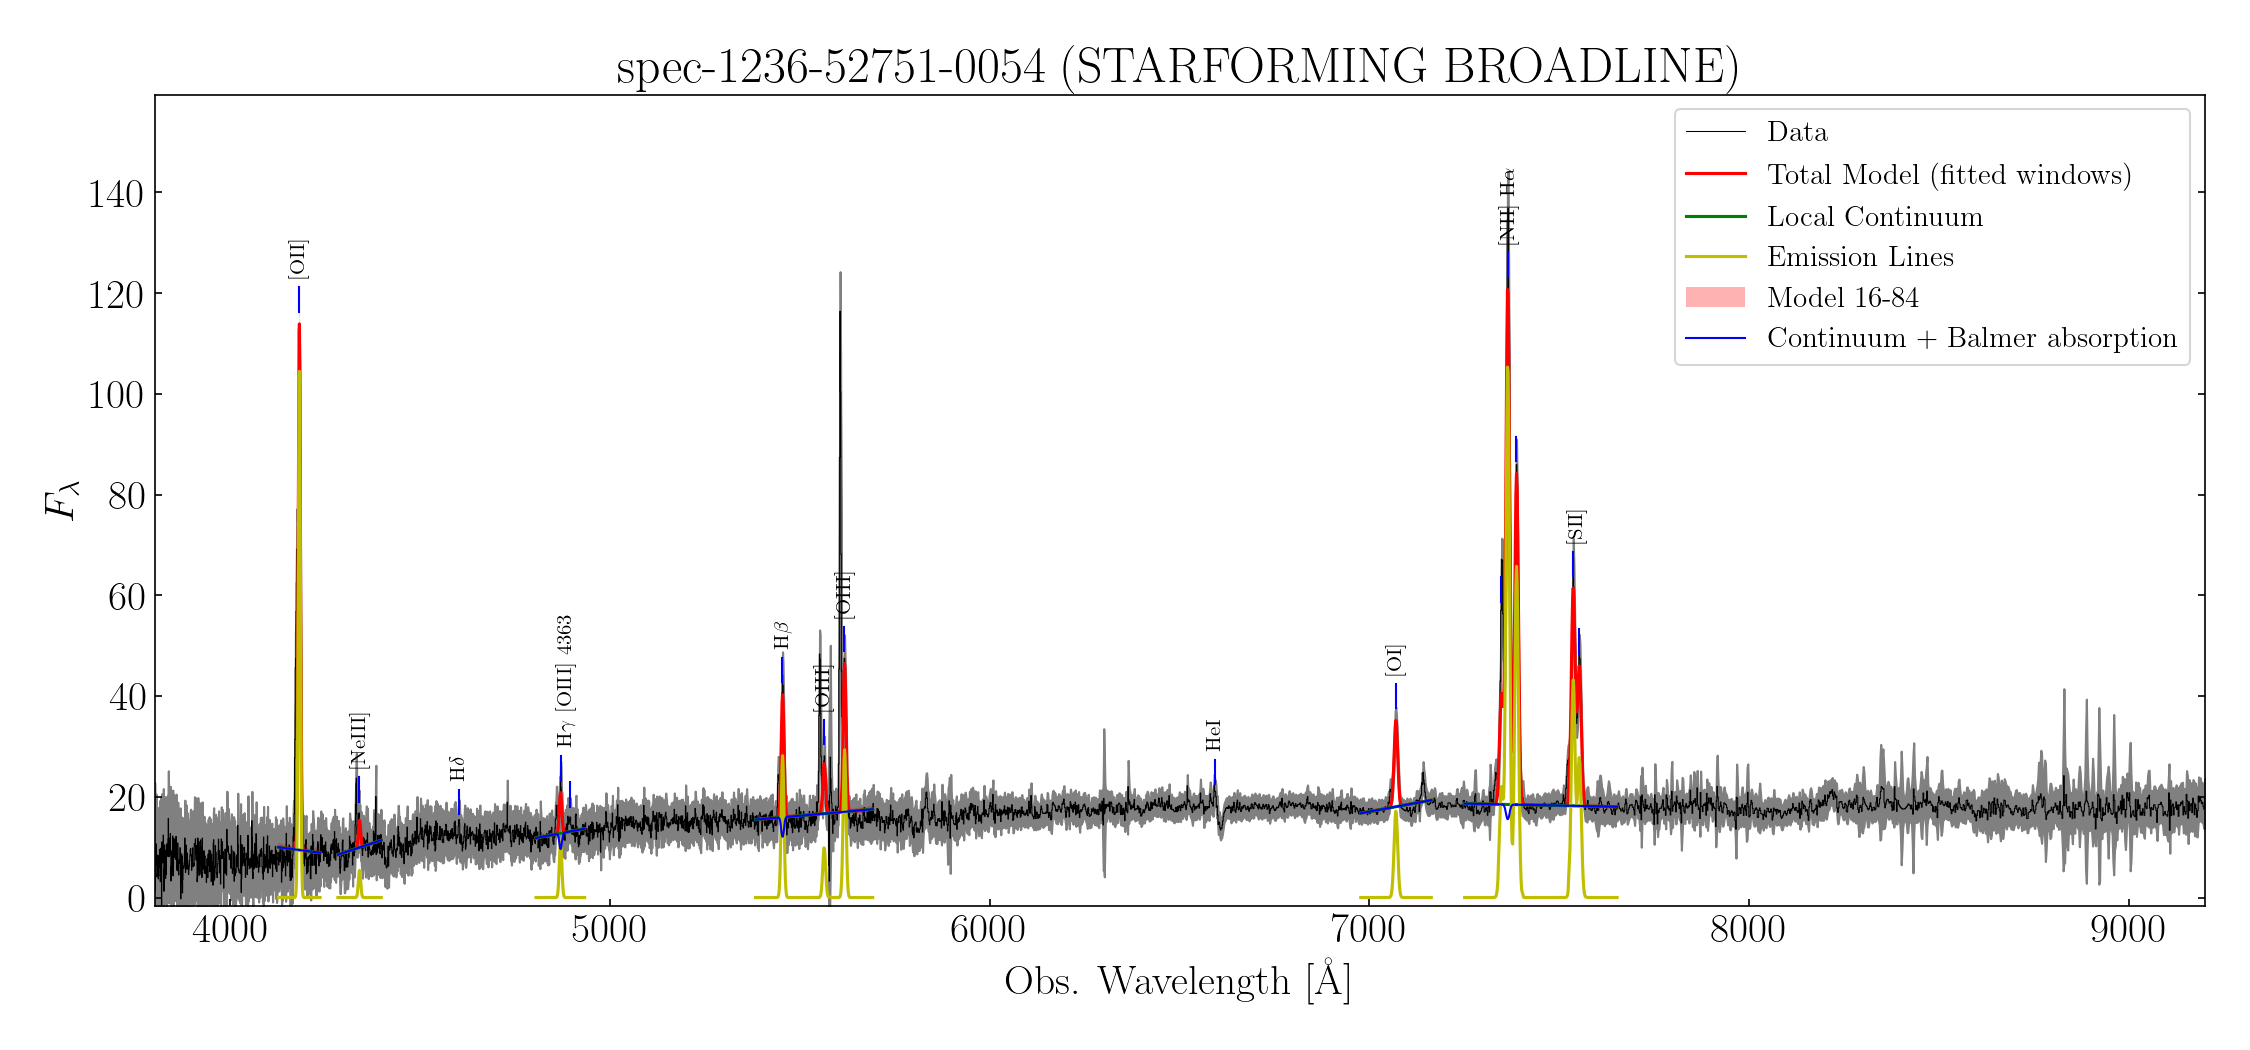 spec-1236-52751-0054 (STARFORMING BROADLINE)
Data
Total Model (fitted windows)
Local Continuum
Emission Lines
Model 16-84
Continuum + Balmer absorption
[OII]
[NeIII]
Hδ
Hγ [OIII] 4363
Hβ
[OIII]
[OIII]
HeI
[OI]
[NII] Hα
[SII]
140
120
100
80
60
40
20
0
Fλ
4000 5000 6000 7000 8000 9000
Obs. Wavelength [Å]